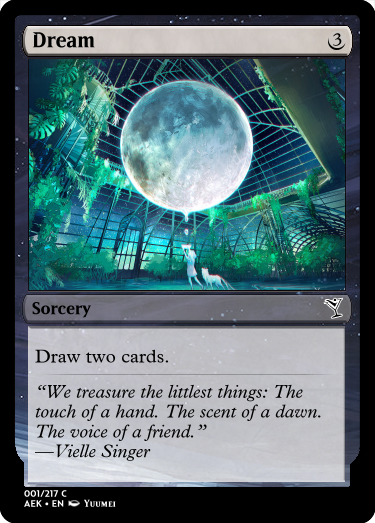 Dream 3
Sorcery
Draw two cards.
“We treasure the littlest things: The
touch of a hand. The scent of a dawn.
The voice of a friend.”
—Vielle Singer
001/217 C
AEK • EN Yuumei